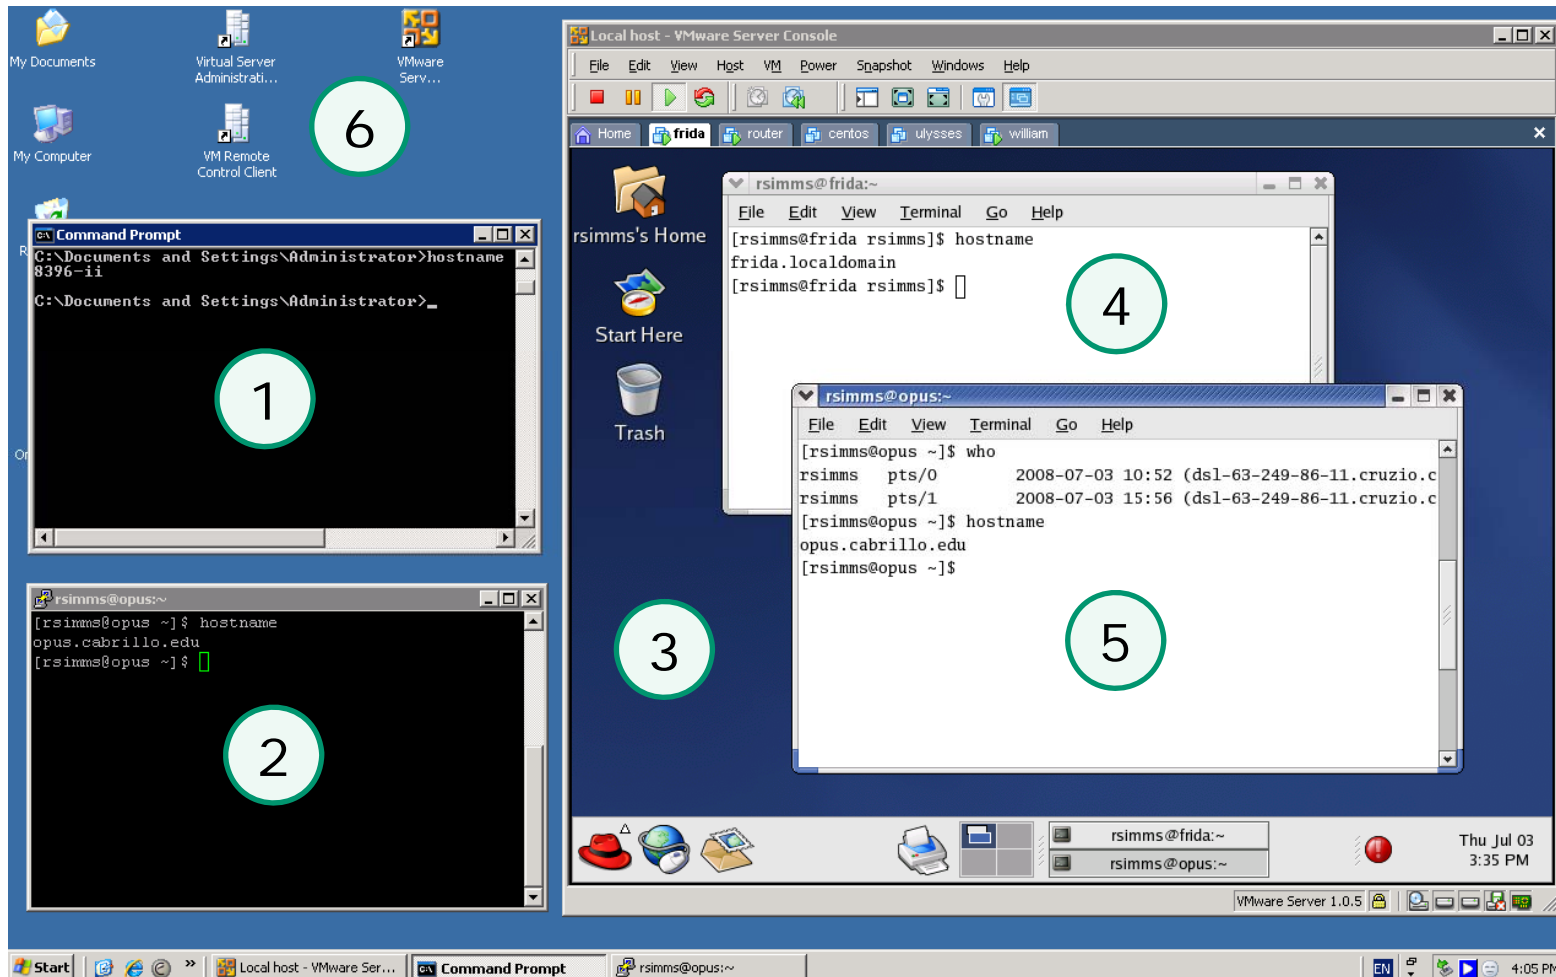 My Documents
Virtual Server
Administrati...
VMware
Serv...
My Computer
VM Remote
Control Client
6
R
Or
Command Prompt
C:\Documents and Settings\Administrator>hostname
8396-ii
C:\Documents and Settings\Administrator>_
1
rsimms@opus:~
[rsimms@opus ~]$ hostname
opus.cabrillo.edu
[rsimms@opus ~]$
2
Local host - VMware Server Console
File Edit View Host VM Power Snapshot Windows Help
Home frida router centos ulysses william
rsimms's Home
Start Here
Trash
3
rsimms@frida:~
File Edit View Terminal Go Help
[rsimms@frida rsimms]$ hostname
frida.localdomain
[rsimms@frida rsimms]$
4
rsimms@opus:~
File Edit View Terminal Go Help
[rsimms@opus ~]$ who
rsimms pts/0 2008-07-03 10:52 (dsl-63-249-86-11.cruzio.c
rsimms pts/1 2008-07-03 15:56 (dsl-63-249-86-11.cruzio.c
[rsimms@opus ~]$ hostname
opus.cabrillo.edu
[rsimms@opus ~]$
5
rsimms@frida:~
rsimms@opus:~
Thu Jul 03
3:35 PM
VMware Server 1.0.5
Start
Local host - VMware Ser...
Command Prompt
rsimms@opus:~
EN
4:05 PM